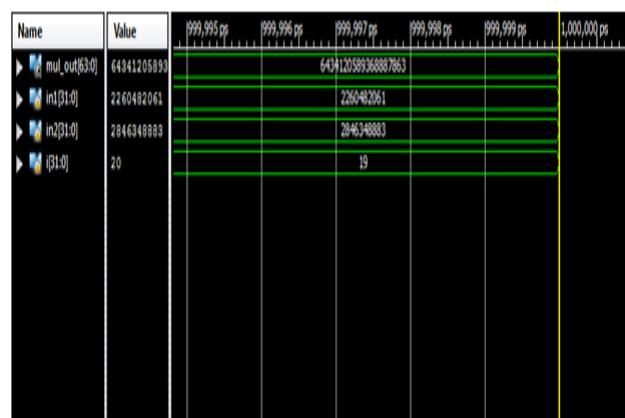 Name Value 999,995 ps 999,996 ps 999,997 ps 999,998 ps 999,999 ps 1,000,000 ps
mul_out[63:0] 64341205893 6434120589368887863
in1[31:0] 2260482061 2260482061
in2[31:0] 2846348883 2846348883
i[31:0] 20 19